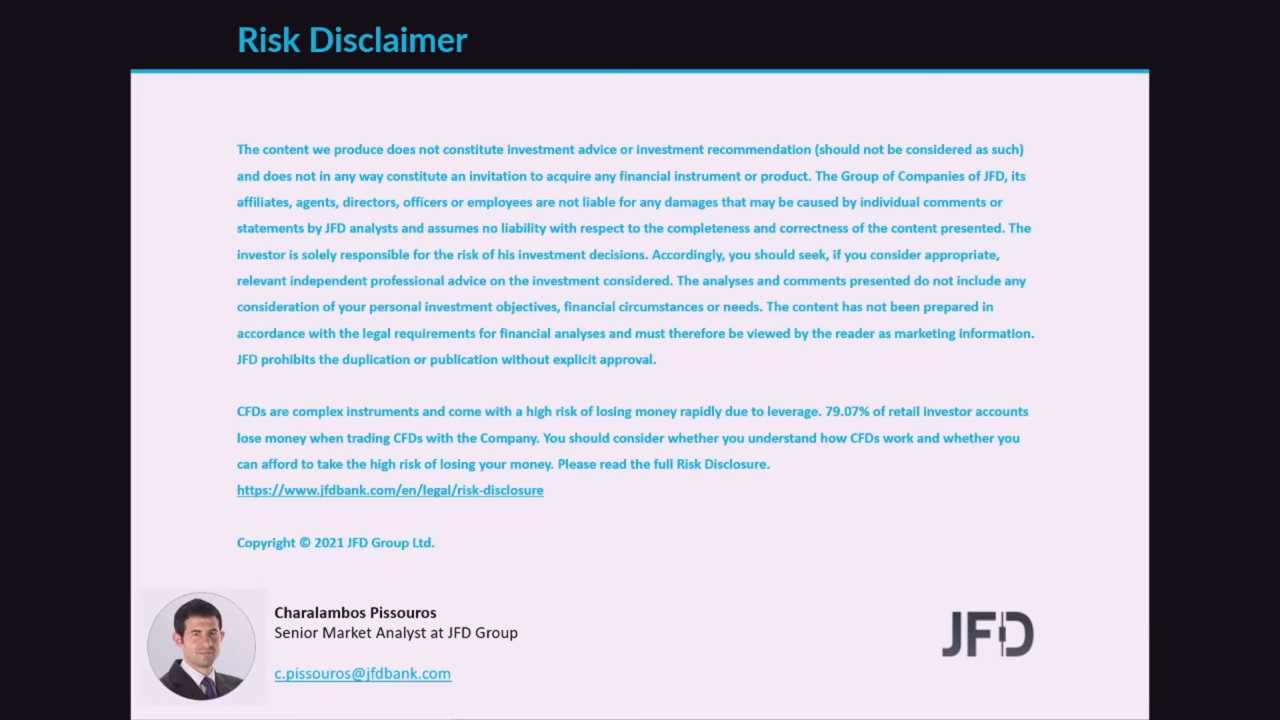 Risk Disclaimer
The content we produce does not constitute investment advice or investment recommendation (should not be considered as such)
and does not in any way constitute an invitation to acquire any financial instrument or product. The Group of Companies of JFD, its
affiliates, agents, directors, officers or employees are not liable for any damages that may be caused by individual comments or
statements by JFD analysts and assumes no liability with respect to the completeness and correctness of the content presented. The
investor is solely responsible for the risk of his investment decisions. Accordingly, you should seek, if you consider appropriate,
relevant independent professional advice on the investment considered. The analyses and comments presented do not include any
consideration of your personal investment objectives, financial circumstances or needs. The content has not been prepared in
accordance with the legal requirements for financial analyses and must therefore be viewed by the reader as marketing information.
JFD prohibits the duplication or publication without explicit approval.
CFDs are complex instruments and come with a high risk of losing money rapidly due to leverage. 79.07% of retail investor accounts
lose money when trading CFDs with the Company. You should consider whether you understand how CFDs work and whether you
can afford to take the high risk of losing your money. Please read the full Risk Disclosure.
https://www.jfdbank.com/en/legal/risk-disclosure
Copyright © 2021 JFD Group Ltd.
Charalambos Pissouros
Senior Market Analyst at JFD Group
c.pissouros@jfdbank.com
JFD